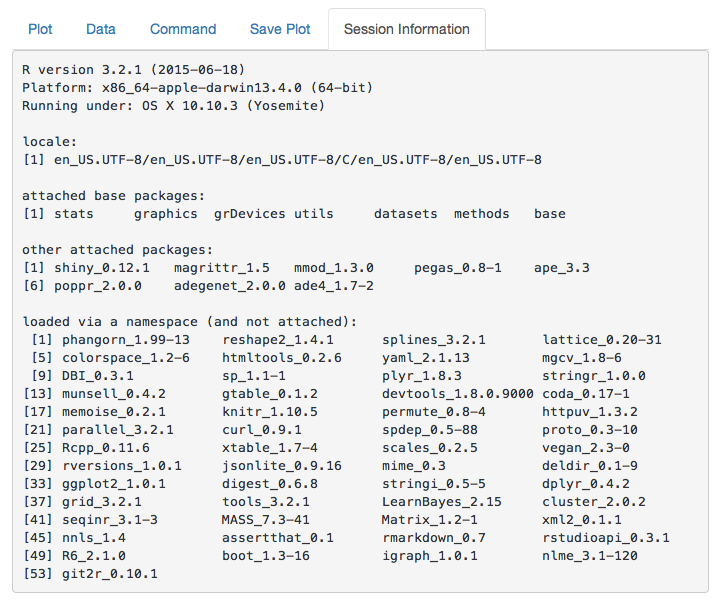 Plot Data Command Save Plot Session Information
R version 3.2.1 (2015-06-18)
Platform: x86_64-apple-darwin13.4.0 (64-bit)
Running under: OS X 10.10.3 (Yosemite)
locale:
[1] en_US.UTF-8/en_US.UTF-8/en_US.UTF-8/C/en_US.UTF-8/en_US.UTF-8
attached base packages:
[1] stats graphics grDevices utils datasets methods base
other attached packages:
[1] shiny_0.12.1 magrittr_1.5 mmod_1.3.0 pegas_0.8-1 ape_3.3
[6] poppr_2.0.0 adegenet_2.0.0 ade4_1.7-2
loaded via a namespace (and not attached):
[1] phangorn_1.99-13 reshape2_1.4.1 splines_3.2.1 lattice_0.20-31
[5] colorspace_1.2-6 htmltools_0.2.6 yaml_2.1.13 mgcv_1.8-6
[9] DBI_0.3.1 sp_1.1-1 plyr_1.8.3 stringr_1.0.0
[13] munsell_0.4.2 gtable_0.1.2 devtools_1.8.0.9000 coda_0.17-1
[17] memoise_0.2.1 knitr_1.10.5 permute_0.8-4 httpuv_1.3.2
[21] parallel_3.2.1 curl_0.9.1 spdep_0.5-88 proto_0.3-10
[25] Rcpp_0.11.6 xtable_1.7-4 scales_0.2.5 vegan_2.3-0
[29] rversions_1.0.1 jsonlite_0.9.16 mime_0.3 deldir_0.1-9
[33] ggplot2_1.0.1 digest_0.6.8 stringi_0.5-5 dplyr_0.4.2
[37] grid_3.2.1 tools_3.2.1 LearnBayes_2.15 cluster_2.0.2
[41] seqinr_3.1-3 MASS_7.3-41 Matrix_1.2-1 xml2_0.1.1
[45] nnls_1.4 assertthat_0.1 rmarkdown_0.7 rstudioapi_0.3.1
[49] R6_2.1.0 boot_1.3-16 igraph_1.0.1 nlme_3.1-120
[53] git2r_0.10.1